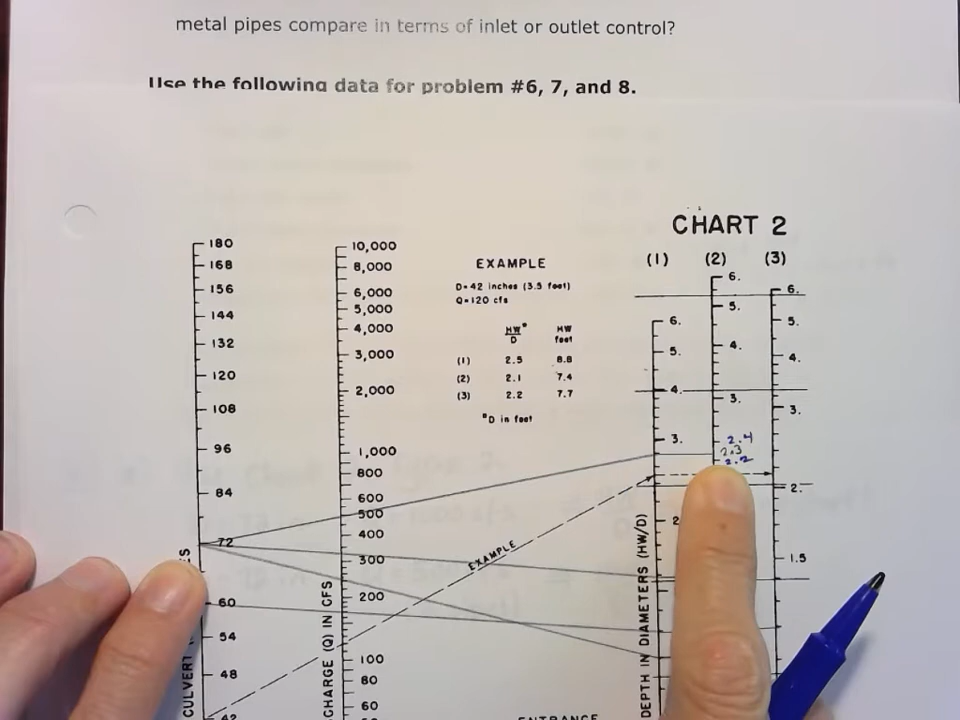 metal pipes compare in terms of inlet or outlet control?
Use the following data for problem #6, 7, and 8.
CHART 2
(1) (2) (3)
180
168
156
144
132
120
108
96
84
72
60
54
48
42
10,000
8,000
6,000
5,000
4,000
3,000
2,000
1,000
800
600
500
400
300
200
100
80
60
EXAMPLE
D=42 inches (3.5 feet)
Q=120 cfs
HW* HW
D feet
(1) 2.5 8.8
(2) 2.1 7.4
(3) 2.2 7.7
*D in feet
EXAMPLE
6.
5.
4.
3.
2
6.
5.
4.
3.
2.4
2.3
2.2
6.
5.
4.
3.
2.
1.5
CULVERT
CHARGE (Q) IN CFS
DEPTH IN DIAMETERS (HW/D)
ENTRANCE